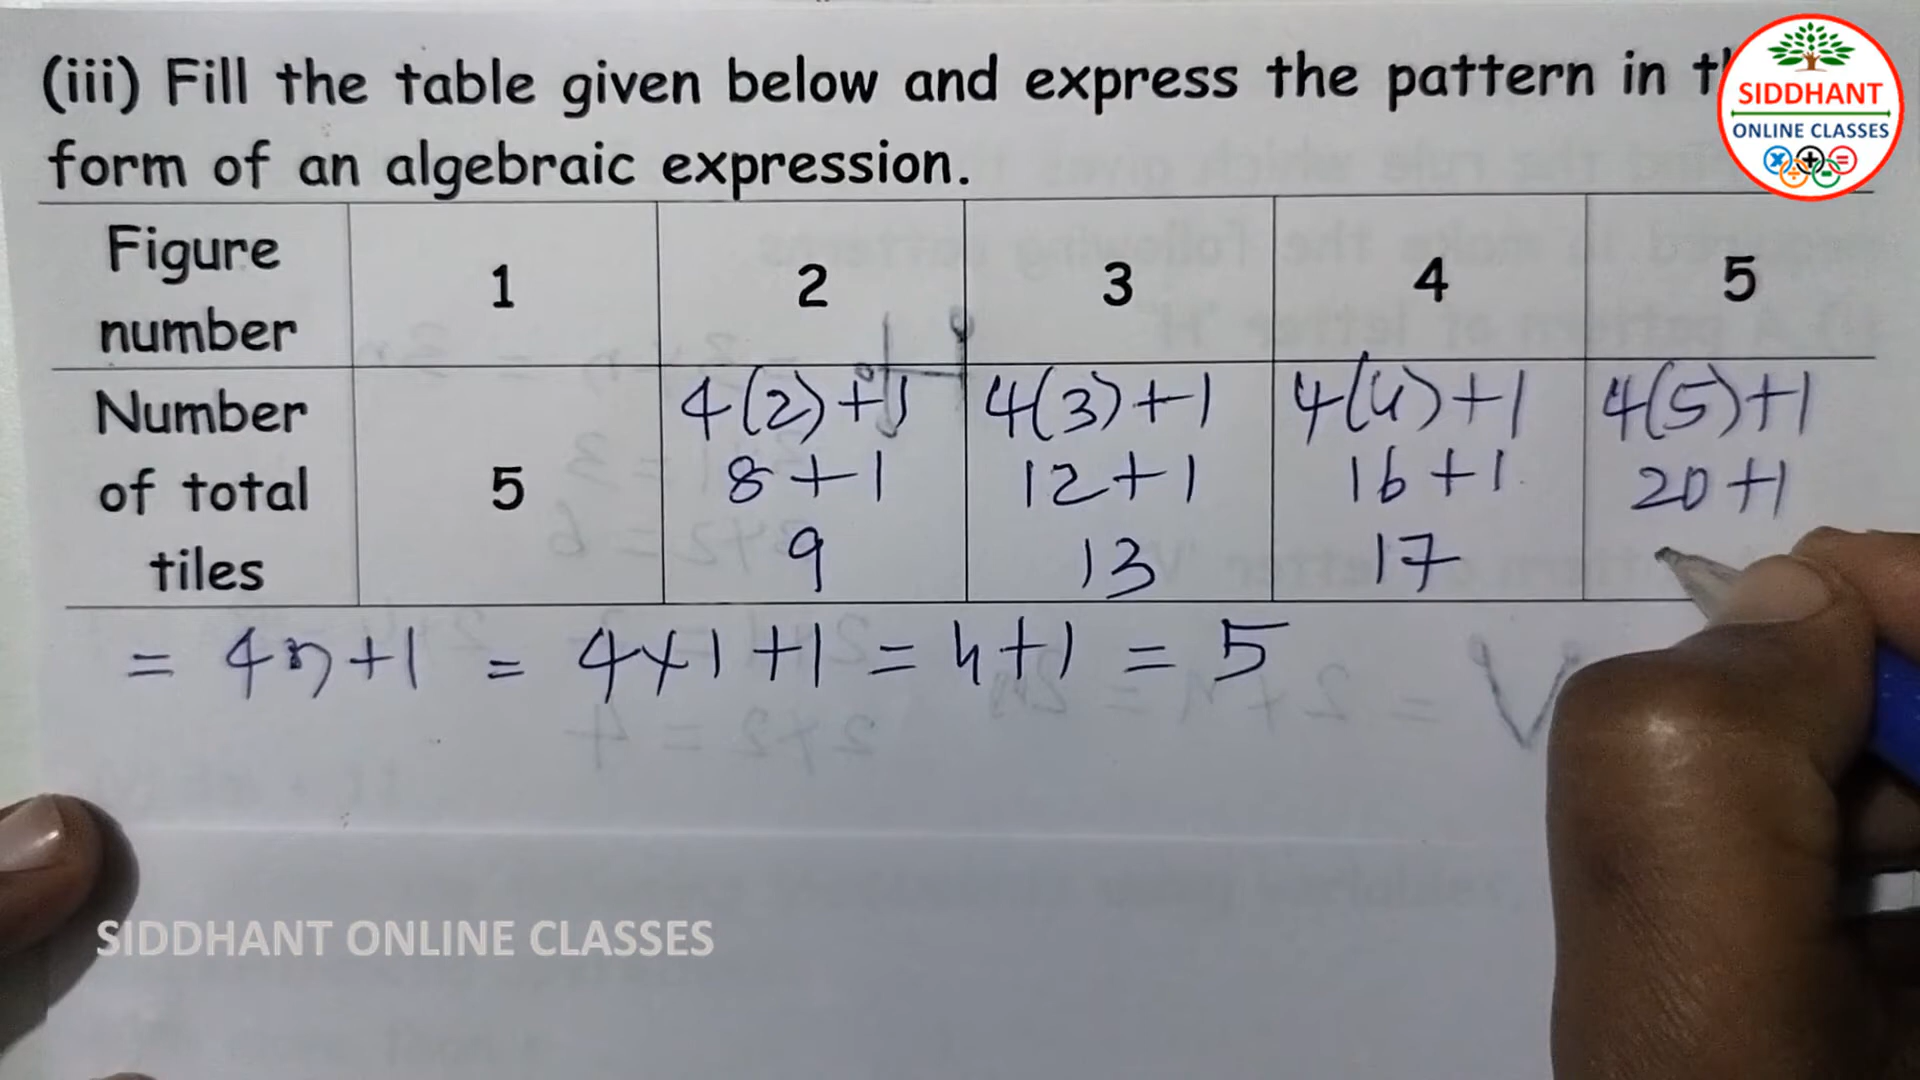 (iii) Fill the table given below and express the pattern in
form of an algebraic expression.
SIDDHANT
ONLINE CLASSES
Figure number 1 2 3 4 5
Number of total tiles 5
4(2)+1 4(3)+1 4(4)+1 4(5)+1
8+1 12+1 16+1 20+1
9 13 17
= 4n+1 = 4×1+1 = 4+1 = 5
SIDDHANT ONLINE CLASSES